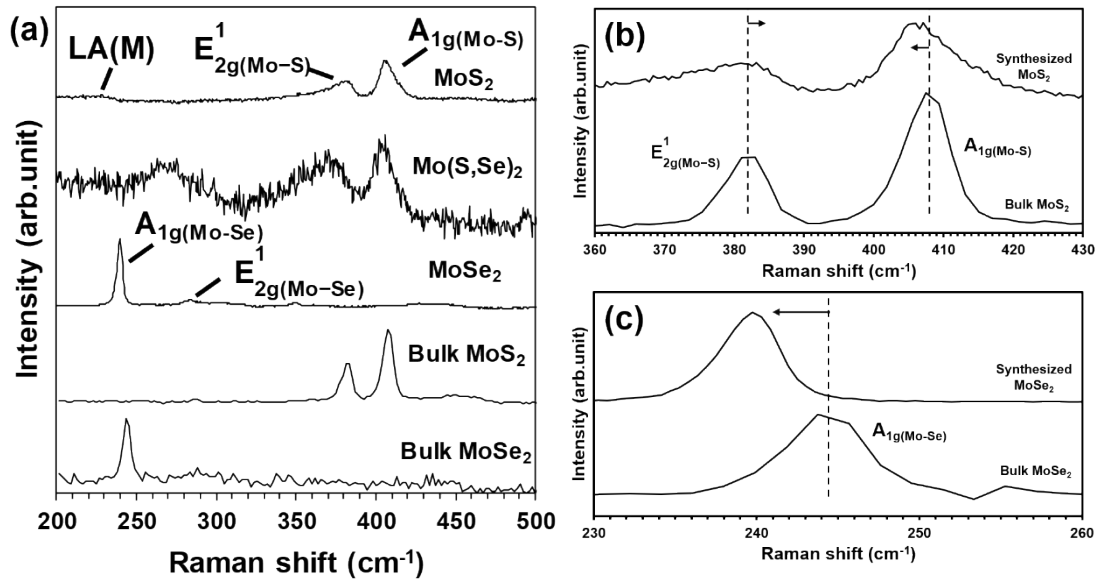 (a)
LA(M)
E¹₂g(Mo−S)
A₁g(Mo-S)
MoS₂
Mo(S,Se)₂
A₁g(Mo-Se)
E¹₂g(Mo−Se)
MoSe₂
Bulk MoS₂
Bulk MoSe₂
200 250 300 350 400 450 500
Raman shift (cm⁻¹)
Intensity (arb.unit)
(b)
Synthesized
MoS₂
E¹₂g(Mo−S)
A₁g(Mo-S)
Bulk MoS₂
360 370 380 390 400 410 420 430
Raman shift (cm⁻¹)
Intensity (arb.unit)
(c)
Synthesized
MoSe₂
A₁g(Mo-Se)
Bulk MoSe₂
230 240 250 260
Raman shift (cm⁻¹)
Intensity (arb.unit)